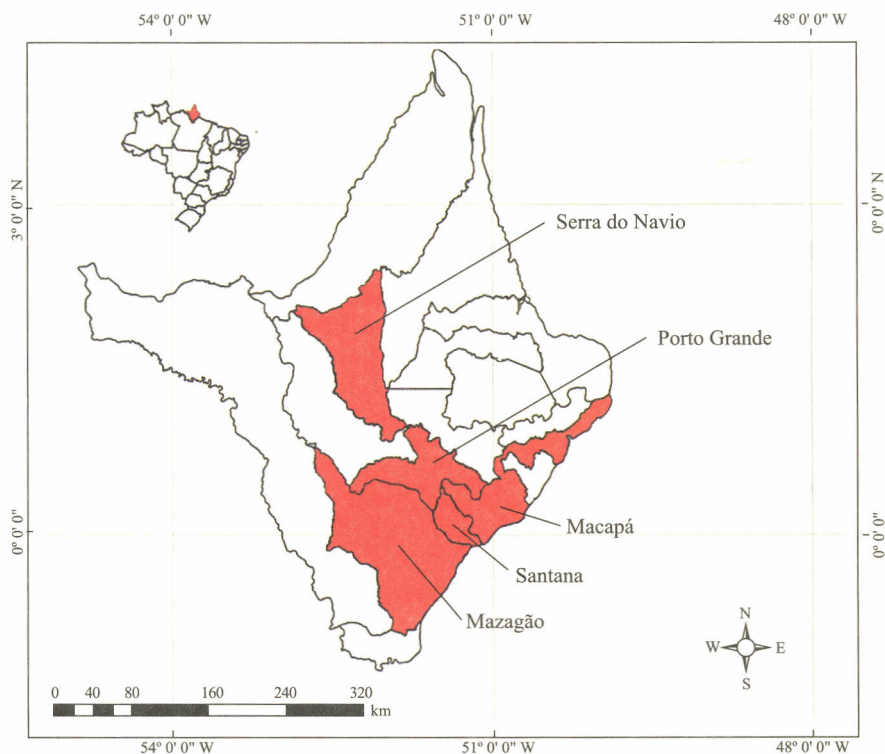 54° 0' 0" W
51° 0' 0" W
48° 0' 0" W
3° 0' 0" N
0° 0' 0" N
Serra do Navio
Porto Grande
Macapá
Santana
Mazagão
0° 0' 0"
0° 0' 0"
N
W
E
S
0 40 80 160 240 320
km
54° 0' 0" W
51° 0' 0" W
48° 0' 0" W